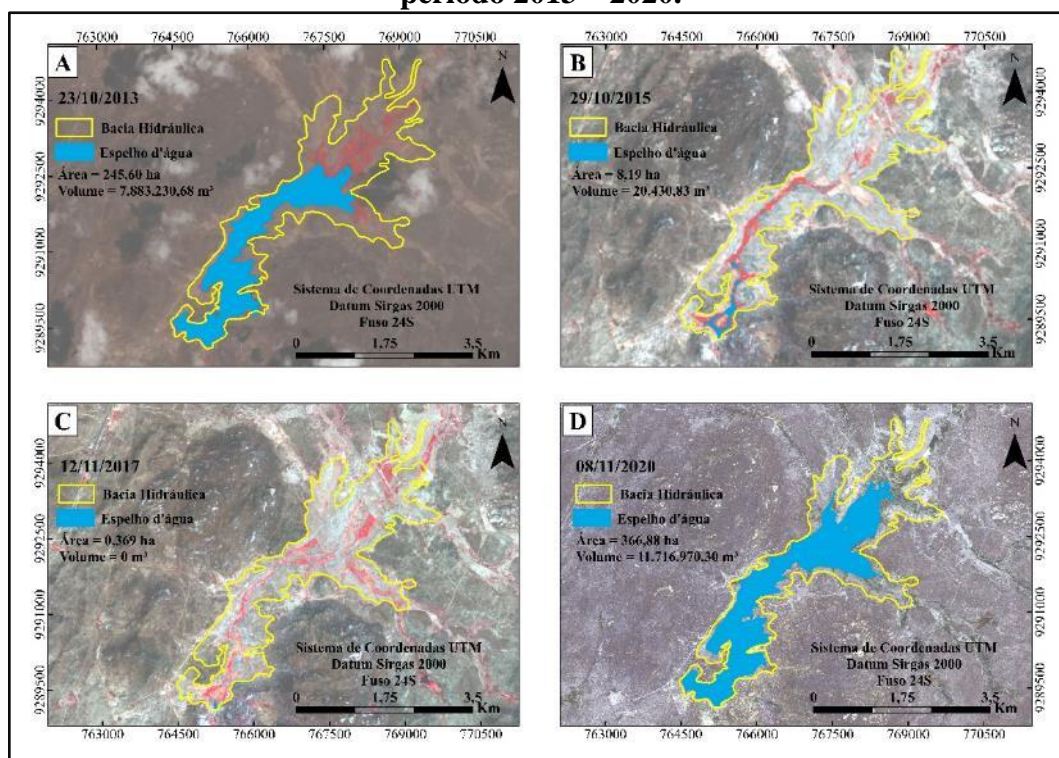 período 2013 – 2020.
763000 764500 766000 767500 769000 770500
A
N
23/10/2013
Bacia Hidráulica
Espelho d'água
Área = 245,60 ha
Volume = 7.883.230,68 m³
Sistema de Coordenadas UTM
Datum Sirgas 2000
Fuso 24S
0 1,75 3,5
Km
9294000
9292500
9291000
9289500
763000 764500 766000 767500 769000 770500
B
N
29/10/2015
Bacia Hidráulica
Espelho d'água
Área = 8,19 ha
Volume = 20.430,83 m³
Sistema de Coordenadas UTM
Datum Sirgas 2000
Fuso 24S
0 1,75 3,5
Km
9294000
9292500
9291000
9289500
C
N
12/11/2017
Bacia Hidráulica
Espelho d'água
Área = 0,369 ha
Volume = 0 m³
Sistema de Coordenadas UTM
Datum Sirgas 2000
Fuso 24S
0 1,75 3,5
Km
9294000
9292500
9291000
9289500
763000 764500 766000 767500 769000 770500
D
N
08/11/2020
Bacia Hidráulica
Espelho d'água
Área = 366,88 ha
Volume = 11.716.970,30 m³
Sistema de Coordenadas UTM
Datum Sirgas 2000
Fuso 24S
0 1,75 3,5
Km
9294000
9292500
9291000
9289500
763000 764500 766000 767500 769000 770500